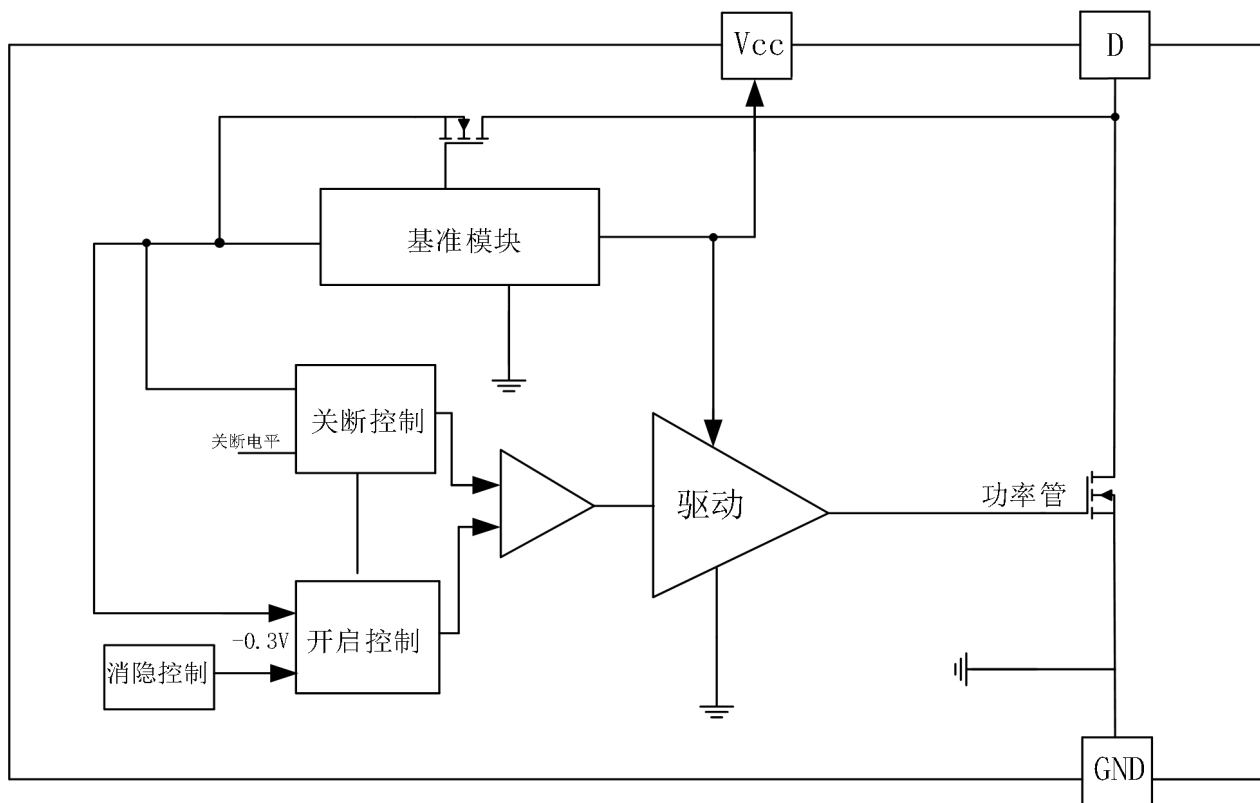 Vcc
D
基准模块
关断控制
关断电平
驱动
功率管
-0.3V
开启控制
消隐控制
GND